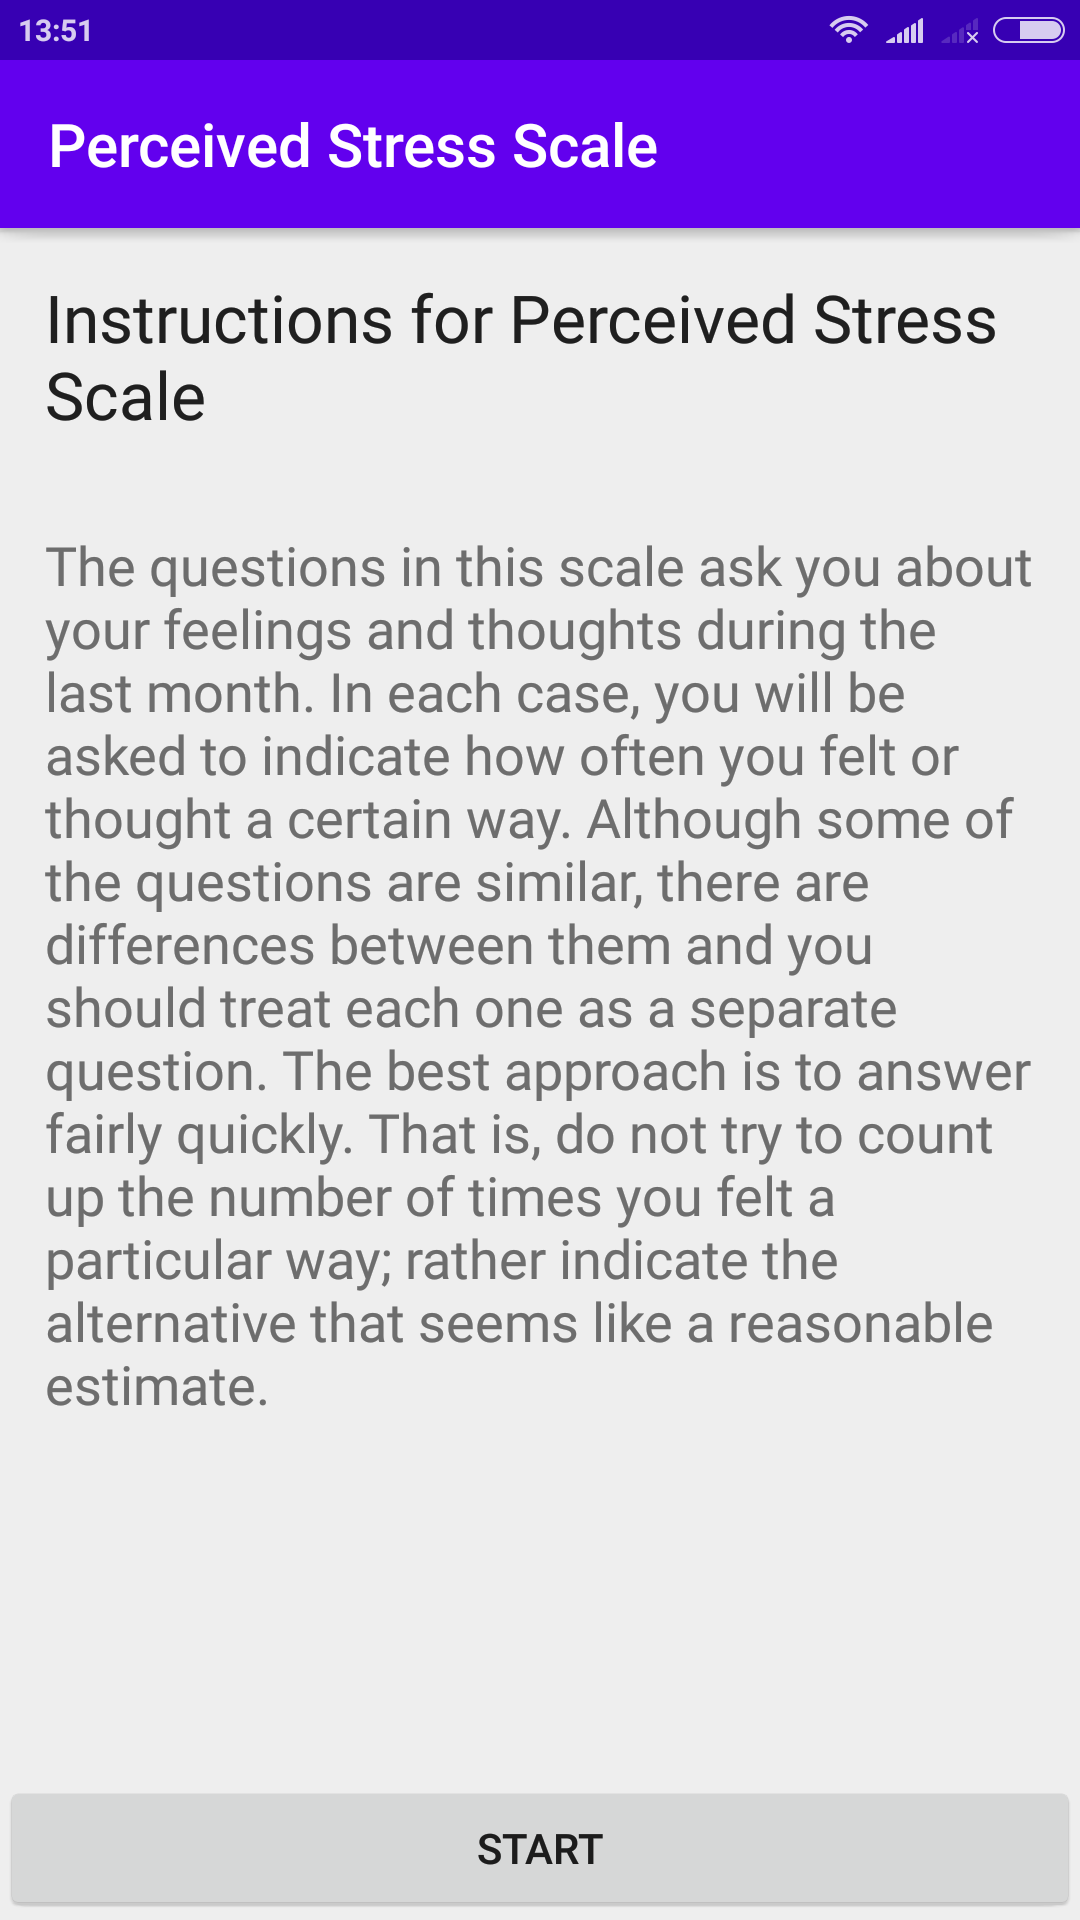 13:51
Perceived Stress Scale
Instructions for Perceived Stress
Scale
The questions in this scale ask you about
your feelings and thoughts during the
last month. In each case, you will be
asked to indicate how often you felt or
thought a certain way. Although some of
the questions are similar, there are
differences between them and you
should treat each one as a separate
question. The best approach is to answer
fairly quickly. That is, do not try to count
up the number of times you felt a
particular way; rather indicate the
alternative that seems like a reasonable
estimate.
START